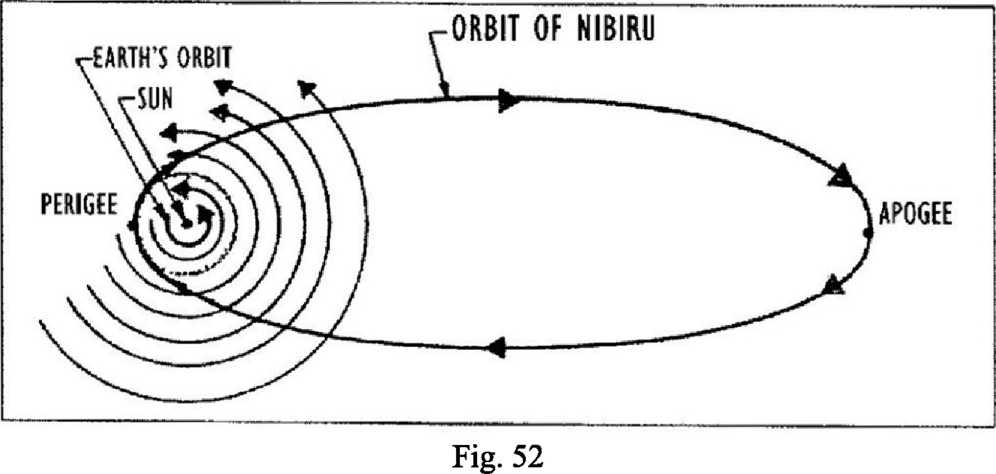 ORBIT OF NIBIRU
EARTH'S ORBIT
SUN
PERIGEE
APOGEE
Fig. 52